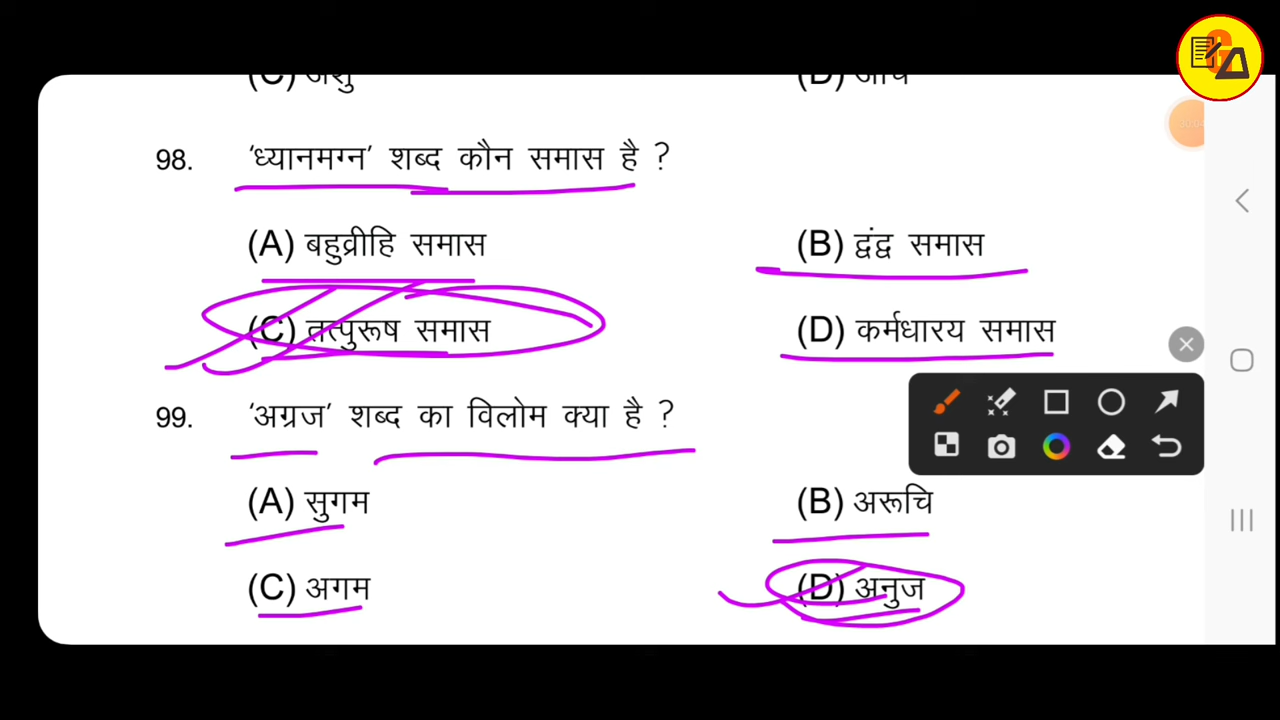 98. 'ध्यानमग्न' शब्द कौन समास है ?
(A) बहुव्रीहि समास (B) द्वंद्व समास
(C) तत्पुरूष समास (D) कर्मधारय समास
99. 'अग्रज' शब्द का विलोम क्या है ?
(A) सुगम (B) अरूचि
(C) अगम (D) अनुज